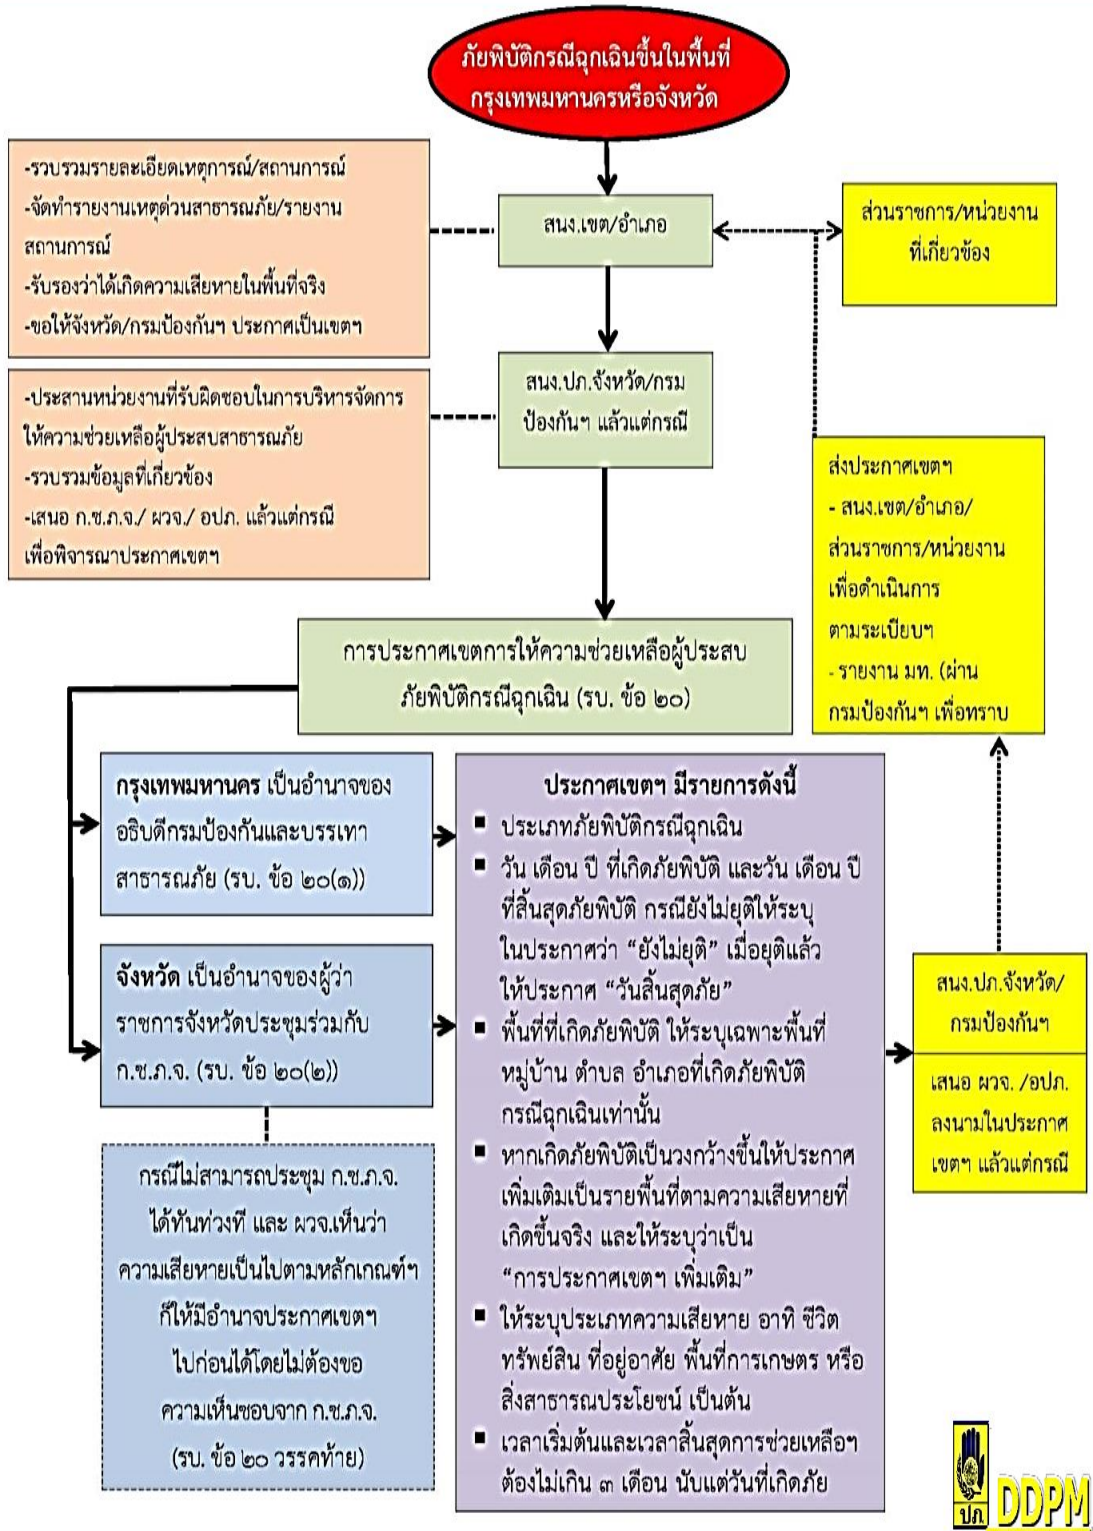 ภัยพิบัติกรณีฉุกเฉินขึ้นในพื้นที่
กรุงเทพมหานครหรือจังหวัด
-รวบรวมรายละเอียดเหตุการณ์/สถานการณ์
-จัดทำรายงานเหตุด่วนสาธารณภัย/รายงาน
สถานการณ์
-รับรองว่าได้เกิดความเสียหายในพื้นที่จริง
-ขอให้จังหวัด/กรมป้องกันฯ ประกาศเป็นเขตฯ
สนง.เขต/อำเภอ
ส่วนราชการ/หน่วยงาน
ที่เกี่ยวข้อง
-ประสานหน่วยงานที่รับผิดชอบในการบริหารจัดการ
ให้ความช่วยเหลือผู้ประสบสาธารณภัย
-รวบรวมข้อมูลที่เกี่ยวข้อง
-เสนอ ก.ช.ภ.จ./ ผวจ./ อปภ. แล้วแต่กรณี
เพื่อพิจารณาประกาศเขตฯ
สนง.ปภ.จังหวัด/กรม
ป้องกันฯ แล้วแต่กรณี
ส่งประกาศเขตฯ
- สนง.เขต/อำเภอ/
ส่วนราชการ/หน่วยงาน
เพื่อดำเนินการ
ตามระเบียบฯ
- รายงาน มท. (ผ่าน
กรมป้องกันฯ เพื่อทราบ
การประกาศเขตการให้ความช่วยเหลือผู้ประสบ
ภัยพิบัติกรณีฉุกเฉิน (รบ. ข้อ ๒๐)
กรุงเทพมหานคร เป็นอำนาจของ
อธิบดีกรมป้องกันและบรรเทา
สาธารณภัย (รบ. ข้อ ๒๐(๑))
จังหวัด เป็นอำนาจของผู้ว่า
ราชการจังหวัดประชุมร่วมกับ
ก.ช.ภ.จ. (รบ. ข้อ ๒๐(๒))
กรณีไม่สามารถประชุม ก.ช.ภ.จ.
ได้ทันท่วงที และ ผวจ.เห็นว่า
ความเสียหายเป็นไปตามหลักเกณฑ์ฯ
ก็ให้มีอำนาจประกาศเขตฯ
ไปก่อนได้โดยไม่ต้องขอ
ความเห็นชอบจาก ก.ช.ภ.จ.
(รบ. ข้อ ๒๐ วรรคท้าย)
ประกาศเขตฯ มีรายการดังนี้
▪ ประเภทภัยพิบัติกรณีฉุกเฉิน
▪ วัน เดือน ปี ที่เกิดภัยพิบัติ และวัน เดือน ปี
ที่สิ้นสุดภัยพิบัติ กรณียังไม่ยุติให้ระบุ
ในประกาศว่า “ยังไม่ยุติ” เมื่อยุติแล้ว
ให้ประกาศ “วันสิ้นสุดภัย”
▪ พื้นที่ที่เกิดภัยพิบัติ ให้ระบุเฉพาะพื้นที่
หมู่บ้าน ตำบล อำเภอที่เกิดภัยพิบัติ
กรณีฉุกเฉินเท่านั้น
▪ หากเกิดภัยพิบัติเป็นวงกว้างขึ้นให้ประกาศ
เพิ่มเติมเป็นรายพื้นที่ตามความเสียหายที่
เกิดขึ้นจริง และให้ระบุว่าเป็น
“การประกาศเขตฯ เพิ่มเติม”
▪ ให้ระบุประเภทความเสียหาย อาทิ ชีวิต
ทรัพย์สิน ที่อยู่อาศัย พื้นที่การเกษตร หรือ
สิ่งสาธารณประโยชน์ เป็นต้น
▪ เวลาเริ่มต้นและเวลาสิ้นสุดการช่วยเหลือฯ
ต้องไม่เกิน ๓ เดือน นับแต่วันที่เกิดภัย
สนง.ปภ.จังหวัด/
กรมป้องกันฯ
เสนอ ผวจ. /อปภ.
ลงนามในประกาศ
เขตฯ แล้วแต่กรณี
ปภ.
DDPM